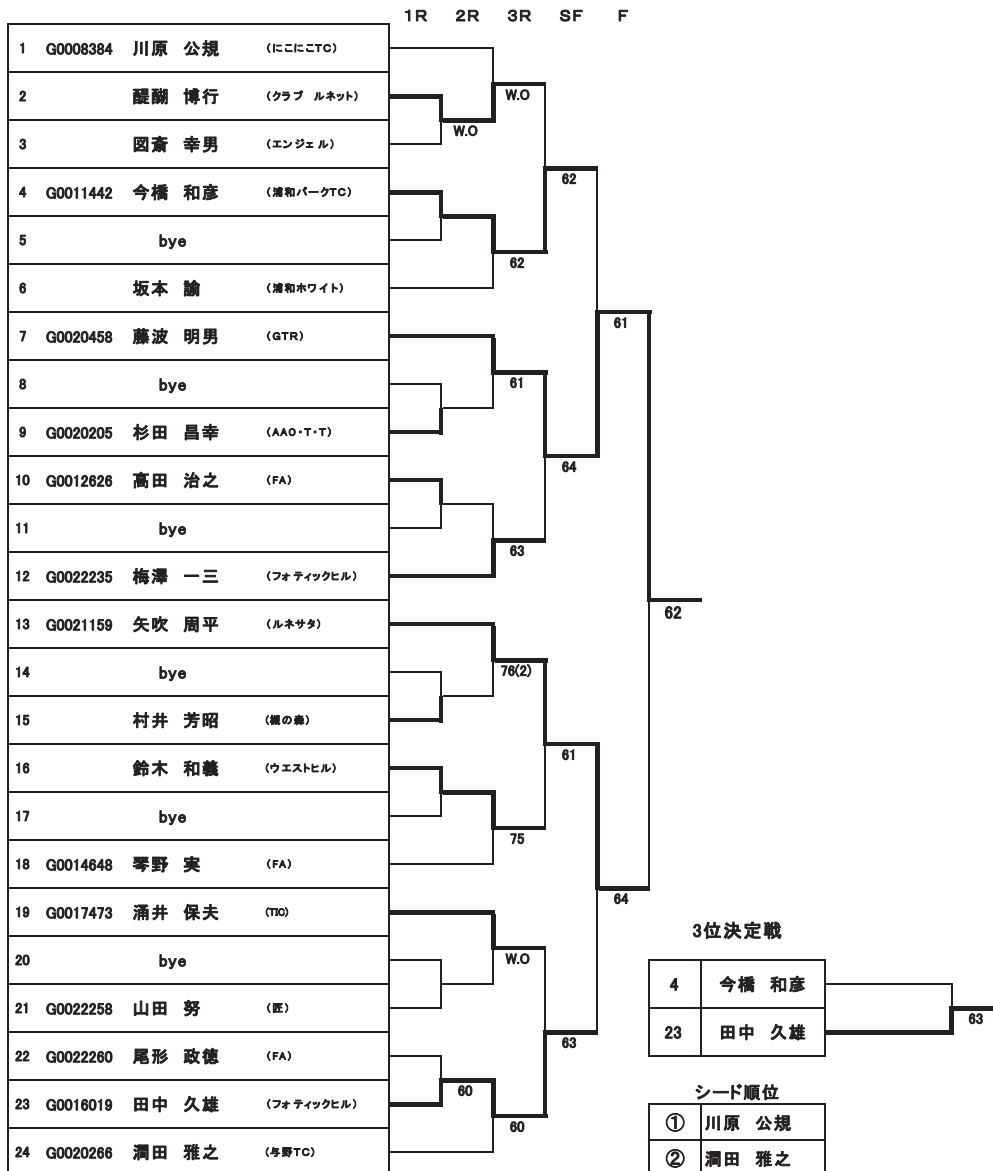 1R 2R 3R SF F
1 G0008384 川原 公規 (にこにこTC)
W.O
2 醍醐 博行 (クラブ ルネット)
W.O
3 図斎 幸男 (エンジェル)
62
4 G0011442 今橋 和彦 (浦和パークTC)
5 bye
62
6 坂本 諭 (浦和ホワイト)
61
7 G0020458 藤波 明男 (GTR)
8 bye
61
9 G0020205 杉田 昌幸 (AAO・T・T)
64
10 G0012626 高田 治之 (FA)
11 bye
63
12 G0022235 梅澤 一三 (フォティックヒル)
62
13 G0021159 矢吹 周平 (ルネサタ)
14 bye
76(2)
15 村井 芳昭 (槻の森)
61
16 鈴木 和義 (ウエストヒル)
17 bye
75
18 G0014648 琴野 実 (FA)
64
19 G0017473 涌井 保夫 (TIC)
3位決定戦
20 bye
W.O
4 今橋 和彦
21 G0022258 山田 努 (匠)
63
23 田中 久雄
63
22 G0022260 尾形 政徳 (FA)
60
23 G0016019 田中 久雄 (フォティックヒル)
シード順位
60
① 川原 公規
24 G0020266 潤田 雅之 (与野TC)
② 潤田 雅之